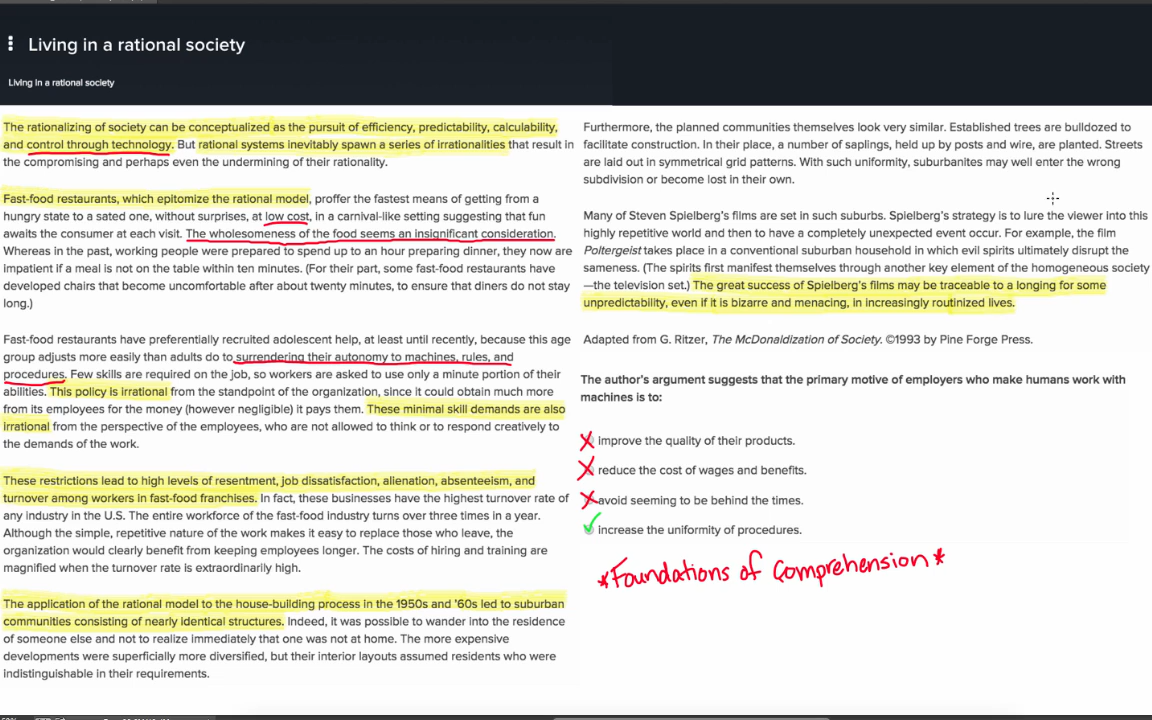 Living in a rational society
Living in a rational society
The rationalizing of society can be conceptualized as the pursuit of efficiency, predictability, calculability,
and control through technology. But rational systems inevitably spawn a series of irrationalities that result in
the compromising and perhaps even the undermining of their rationality.
Fast-food restaurants, which epitomize the rational model, proffer the fastest means of getting from a
hungry state to a sated one, without surprises, at low cost, in a carnival-like setting suggesting that fun
awaits the consumer at each visit. The wholesomeness of the food seems an insignificant consideration.
Whereas in the past, working people were prepared to spend up to an hour preparing dinner, they now are
impatient if a meal is not on the table within ten minutes. (For their part, some fast-food restaurants have
developed chairs that become uncomfortable after about twenty minutes, to ensure that diners do not stay
long.)
Fast-food restaurants have preferentially recruited adolescent help, at least until recently, because this age
group adjusts more easily than adults do to surrendering their autonomy to machines, rules, and
procedures. Few skills are required on the job, so workers are asked to use only a minute portion of their
abilities. This policy is irrational from the standpoint of the organization, since it could obtain much more
from its employees for the money (however negligible) it pays them. These minimal skill demands are also
irrational from the perspective of the employees, who are not allowed to think or to respond creatively to
the demands of the work.
These restrictions lead to high levels of resentment, job dissatisfaction, alienation, absenteeism, and
turnover among workers in fast-food franchises. In fact, these businesses have the highest turnover rate of
any industry in the U.S. The entire workforce of the fast-food industry turns over three times in a year.
Although the simple, repetitive nature of the work makes it easy to replace those who leave, the
organization would clearly benefit from keeping employees longer. The costs of hiring and training are
magnified when the turnover rate is extraordinarily high.
The application of the rational model to the house-building process in the 1950s and '60s led to suburban
communities consisting of nearly identical structures. Indeed, it was possible to wander into the residence
of someone else and not to realize immediately that one was not at home. The more expensive
developments were superficially more diversified, but their interior layouts assumed residents who were
indistinguishable in their requirements.
Furthermore, the planned communities themselves look very similar. Established trees are bulldozed to
facilitate construction. In their place, a number of saplings, held up by posts and wire, are planted. Streets
are laid out in symmetrical grid patterns. With such uniformity, suburbanites may well enter the wrong
subdivision or become lost in their own.
Many of Steven Spielberg's films are set in such suburbs. Spielberg's strategy is to lure the viewer into this
highly repetitive world and then to have a completely unexpected event occur. For example, the film
Poltergeist takes place in a conventional suburban household in which evil spirits ultimately disrupt the
sameness. (The spirits first manifest themselves through another key element of the homogeneous society
—the television set.) The great success of Spielberg's films may be traceable to a longing for some
unpredictability, even if it is bizarre and menacing, in increasingly routinized lives.
Adapted from G. Ritzer, The McDonaldization of Society. ©1993 by Pine Forge Press.
The author's argument suggests that the primary motive of employers who make humans work with
machines is to:
improve the quality of their products.
reduce the cost of wages and benefits.
avoid seeming to be behind the times.
increase the uniformity of procedures.
*Foundations of Comprehension*